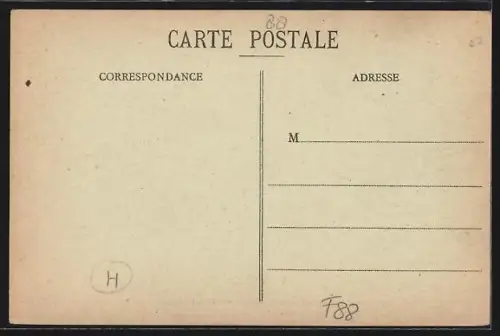 88
CARTE POSTALE
CORRESPONDANCE
ADRESSE
M
H
F88